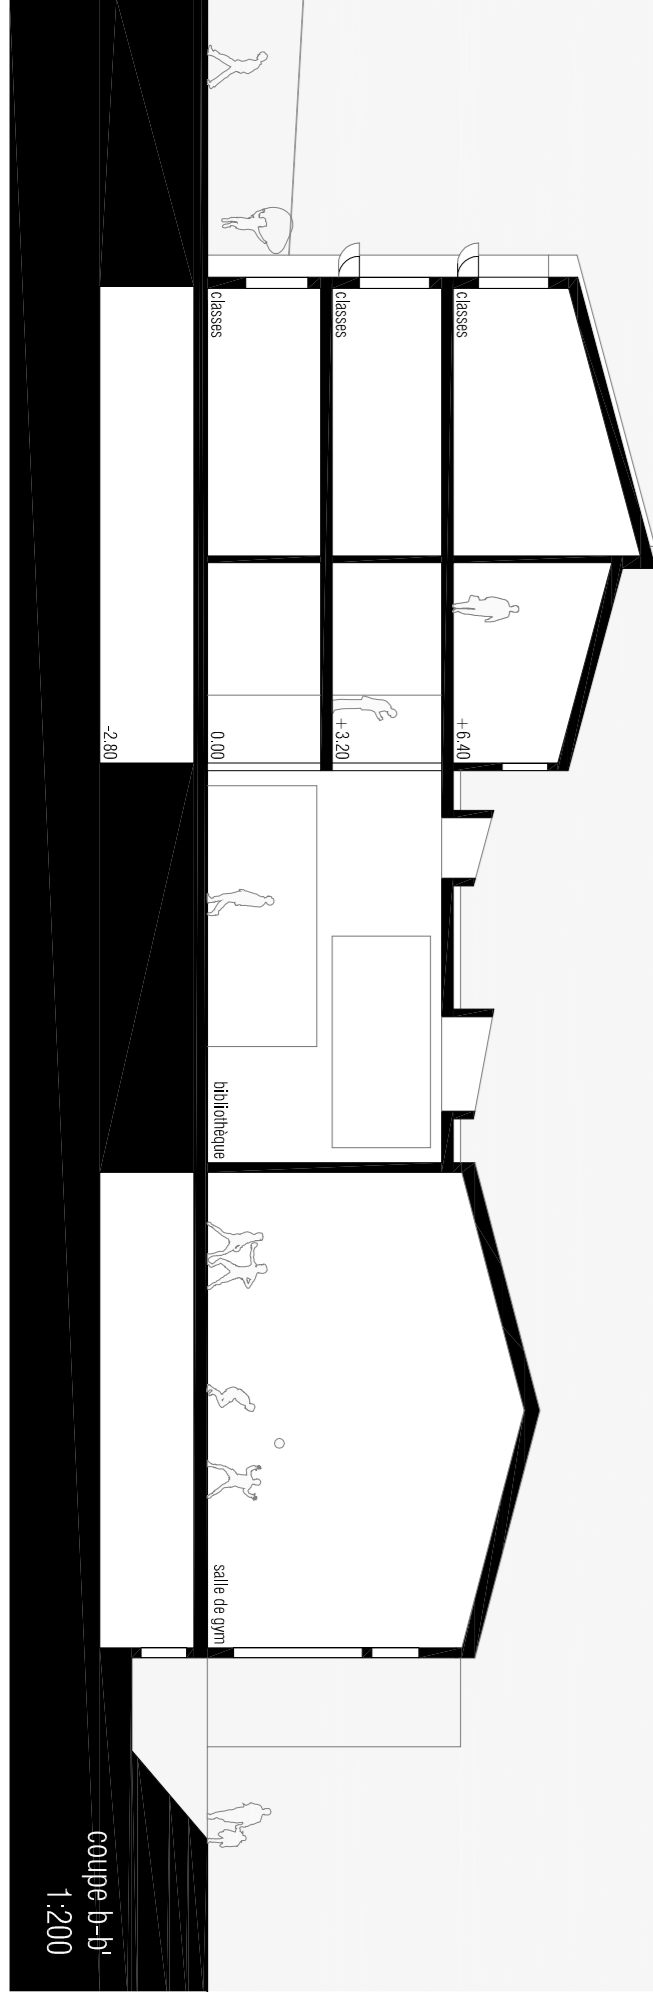 classes
classes
classes
+6.40
+3.20
0.00
-2.80
bibliothèque
salle de gym
coupe b-b'
1:200